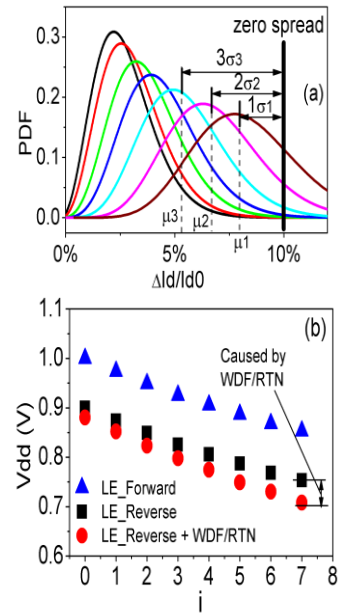 zero spread
(a)
3σ3
2σ2
1σ1
PDF
0.3
0.2
0.1
0.0
μ3
μ2
μ1
0%
5%
10%
ΔId/Id0
(b)
Caused by
WDF/RTN
Vdd (V)
1.1
1.0
0.9
0.8
0.7
0.6
LE_Forward
LE_Reverse
LE_Reverse + WDF/RTN
0 1 2 3 4 5 6 7 8
i